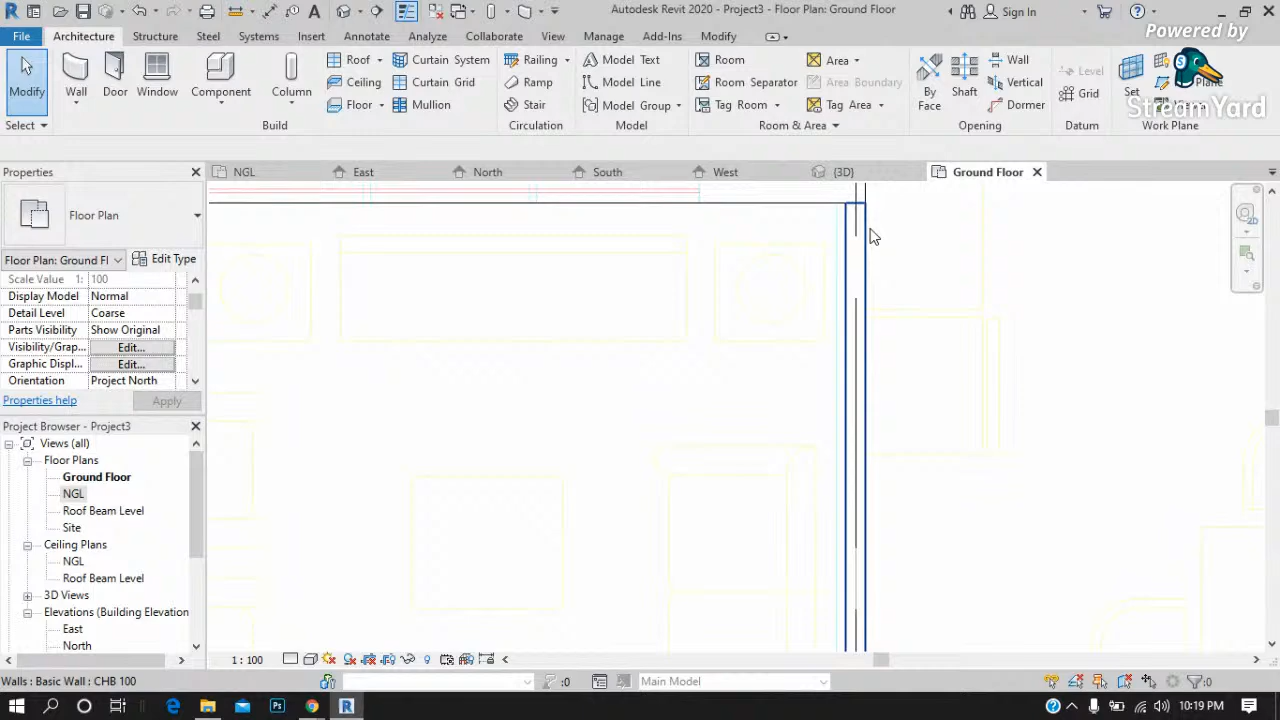 Autodesk Revit 2020 - Project3 - Floor Plan: Ground Floor
Sign In
Powered by
File
Architecture
Structure
Steel
Systems
Insert
Annotate
Analyze
Collaborate
View
Manage
Add-Ins
Modify
Modify
Wall
Door
Window
Component
Column
Roof
Ceiling
Floor
Curtain System
Curtain Grid
Mullion
Railing
Ramp
Stair
Model Text
Model Line
Model Group
Room
Room Separator
Tag Room
Area
Area Boundary
Tag Area
By
Face
Shaft
Wall
Vertical
Dormer
Level
Grid
Set
StreamYard
Select
Build
Circulation
Model
Room & Area
Opening
Datum
Work Plane
Properties
NGL
East
North
South
West
(3D)
Ground Floor
Floor Plan
Floor Plan: Ground Fl
Edit Type
Scale Value 1: 100
Display Model Normal
Detail Level Coarse
Parts Visibility Show Original
Visibility/Grap... Edit...
Graphic Displ... Edit...
Orientation Project North
Properties help
Apply
Project Browser - Project3
Views (all)
Floor Plans
Ground Floor
NGL
Roof Beam Level
Site
Ceiling Plans
NGL
Roof Beam Level
3D Views
Elevations (Building Elevation
East
North
2D
1 : 100
Walls : Basic Wall : CHB 100
:0
Main Model
:0
10:19 PM